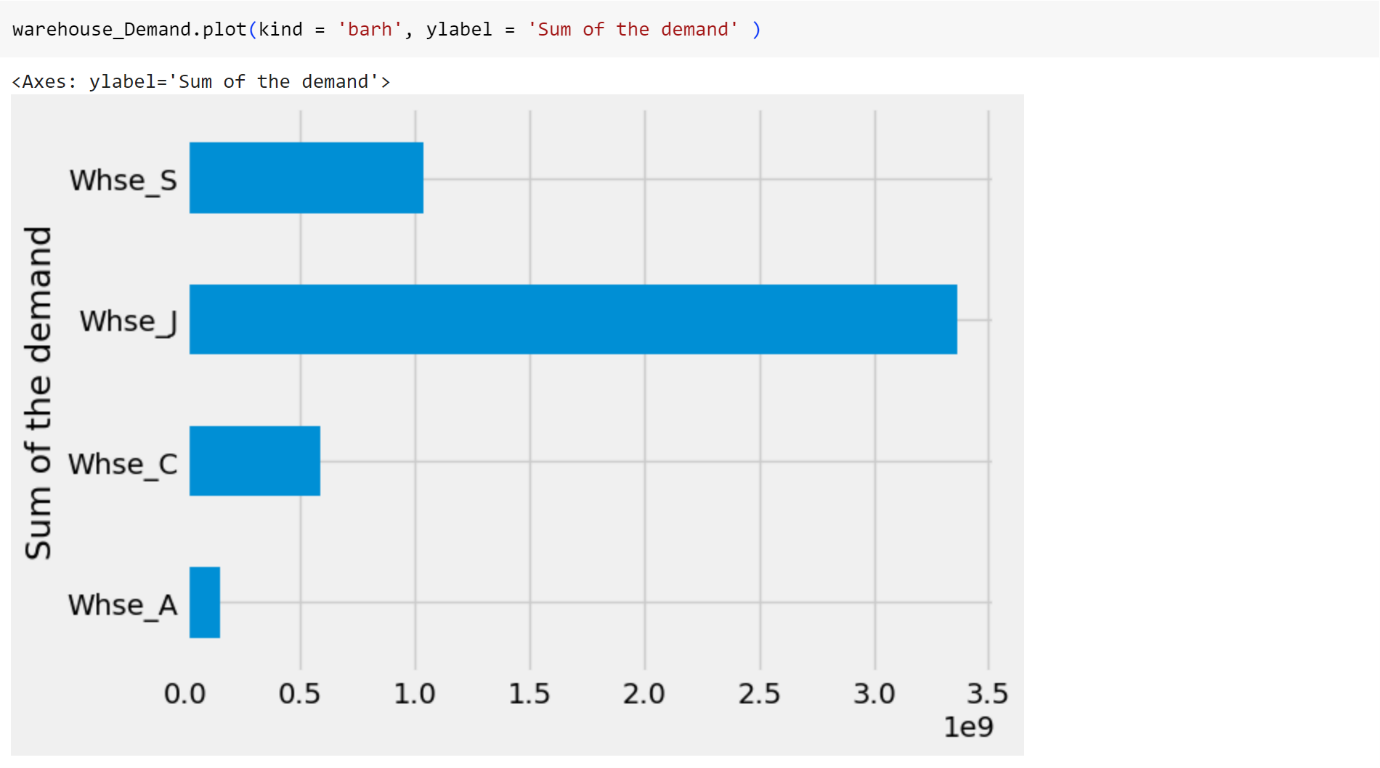 warehouse_Demand.plot(kind = 'barh', ylabel = 'Sum of the demand' )
<Axes: ylabel='Sum of the demand'>
Sum of the demand
Whse_S
Whse_J
Whse_C
Whse_A
0.0 0.5 1.0 1.5 2.0 2.5 3.0 3.5
1e9